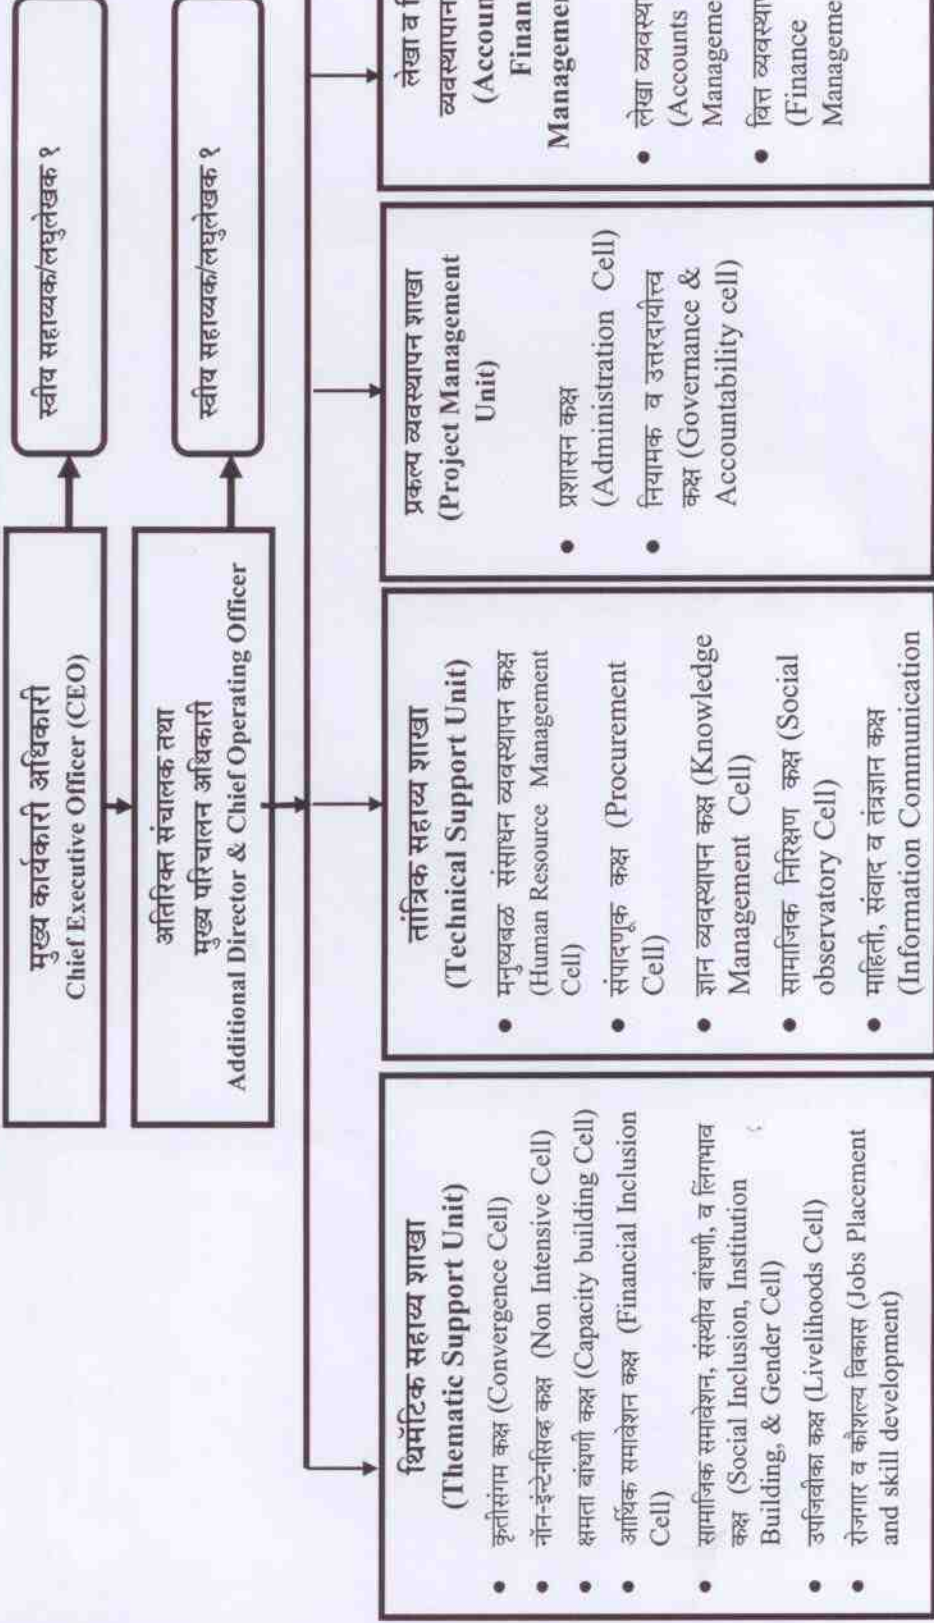 मुख्य कार्यकारी अधिकारी
Chief Executive Officer (CEO)
स्वीय सहाय्यक/लघुलेखक १
अतिरिक्त संचालक तथा
मुख्य परिचालन अधिकारी
Additional Director & Chief Operating Officer
स्वीय सहाय्यक/लघुलेखक १
थिमॅटिक सहाय्य शाखा
(Thematic Support Unit)
• कृतीसंगम कक्ष (Convergence Cell)
• नॉन-इंन्टेनसिव्ह कक्ष (Non Intensive Cell)
• क्षमता बांधणी कक्ष (Capacity building Cell)
• आर्थिक समावेशन कक्ष (Financial Inclusion
Cell)
• सामाजिक समावेशन, संस्थीय बांधणी, व लिंगभाव
कक्ष (Social Inclusion, Institution
Building, & Gender Cell)
• उपजिवीका कक्ष (Livelihoods Cell)
• रोजगार व कौशल्य विकास (Jobs Placement
and skill development)
तांत्रिक सहाय्य शाखा
(Technical Support Unit)
• मनुष्यबळ संसाधन व्यवस्थापन कक्ष
(Human Resource Management
Cell)
• संपादणुक कक्ष (Procurement
Cell)
• ज्ञान व्यवस्थापन कक्ष (Knowledge
Management Cell)
• सामाजिक निरिक्षण कक्ष (Social
observatory Cell)
• माहिती, संवाद व तंत्रज्ञान कक्ष
(Information Communication
प्रकल्प व्यवस्थापन शाखा
(Project Management
Unit)
• प्रशासन कक्ष
(Administration Cell)
• नियामक व उत्तरदायीत्त्व
कक्ष (Governance &
Accountability cell)
लेखा व
व्यवस्थापन
(Accoun
Finan
Managemen
• लेखा व्यवस्था
(Accounts
Manageme
• वित्त व्यवस्था
(Finance
Manageme